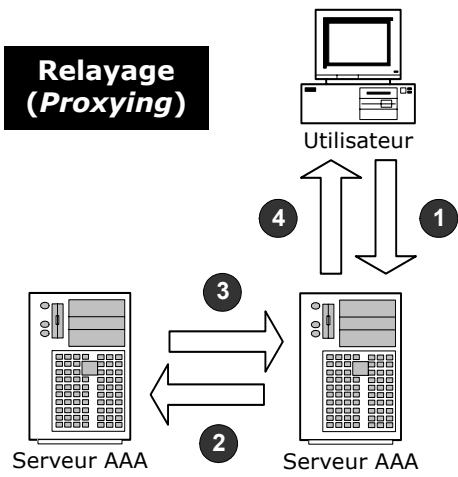 Relayage
(Proxying)
Utilisateur
4
1
3
2
Serveur AAA
Serveur AAA